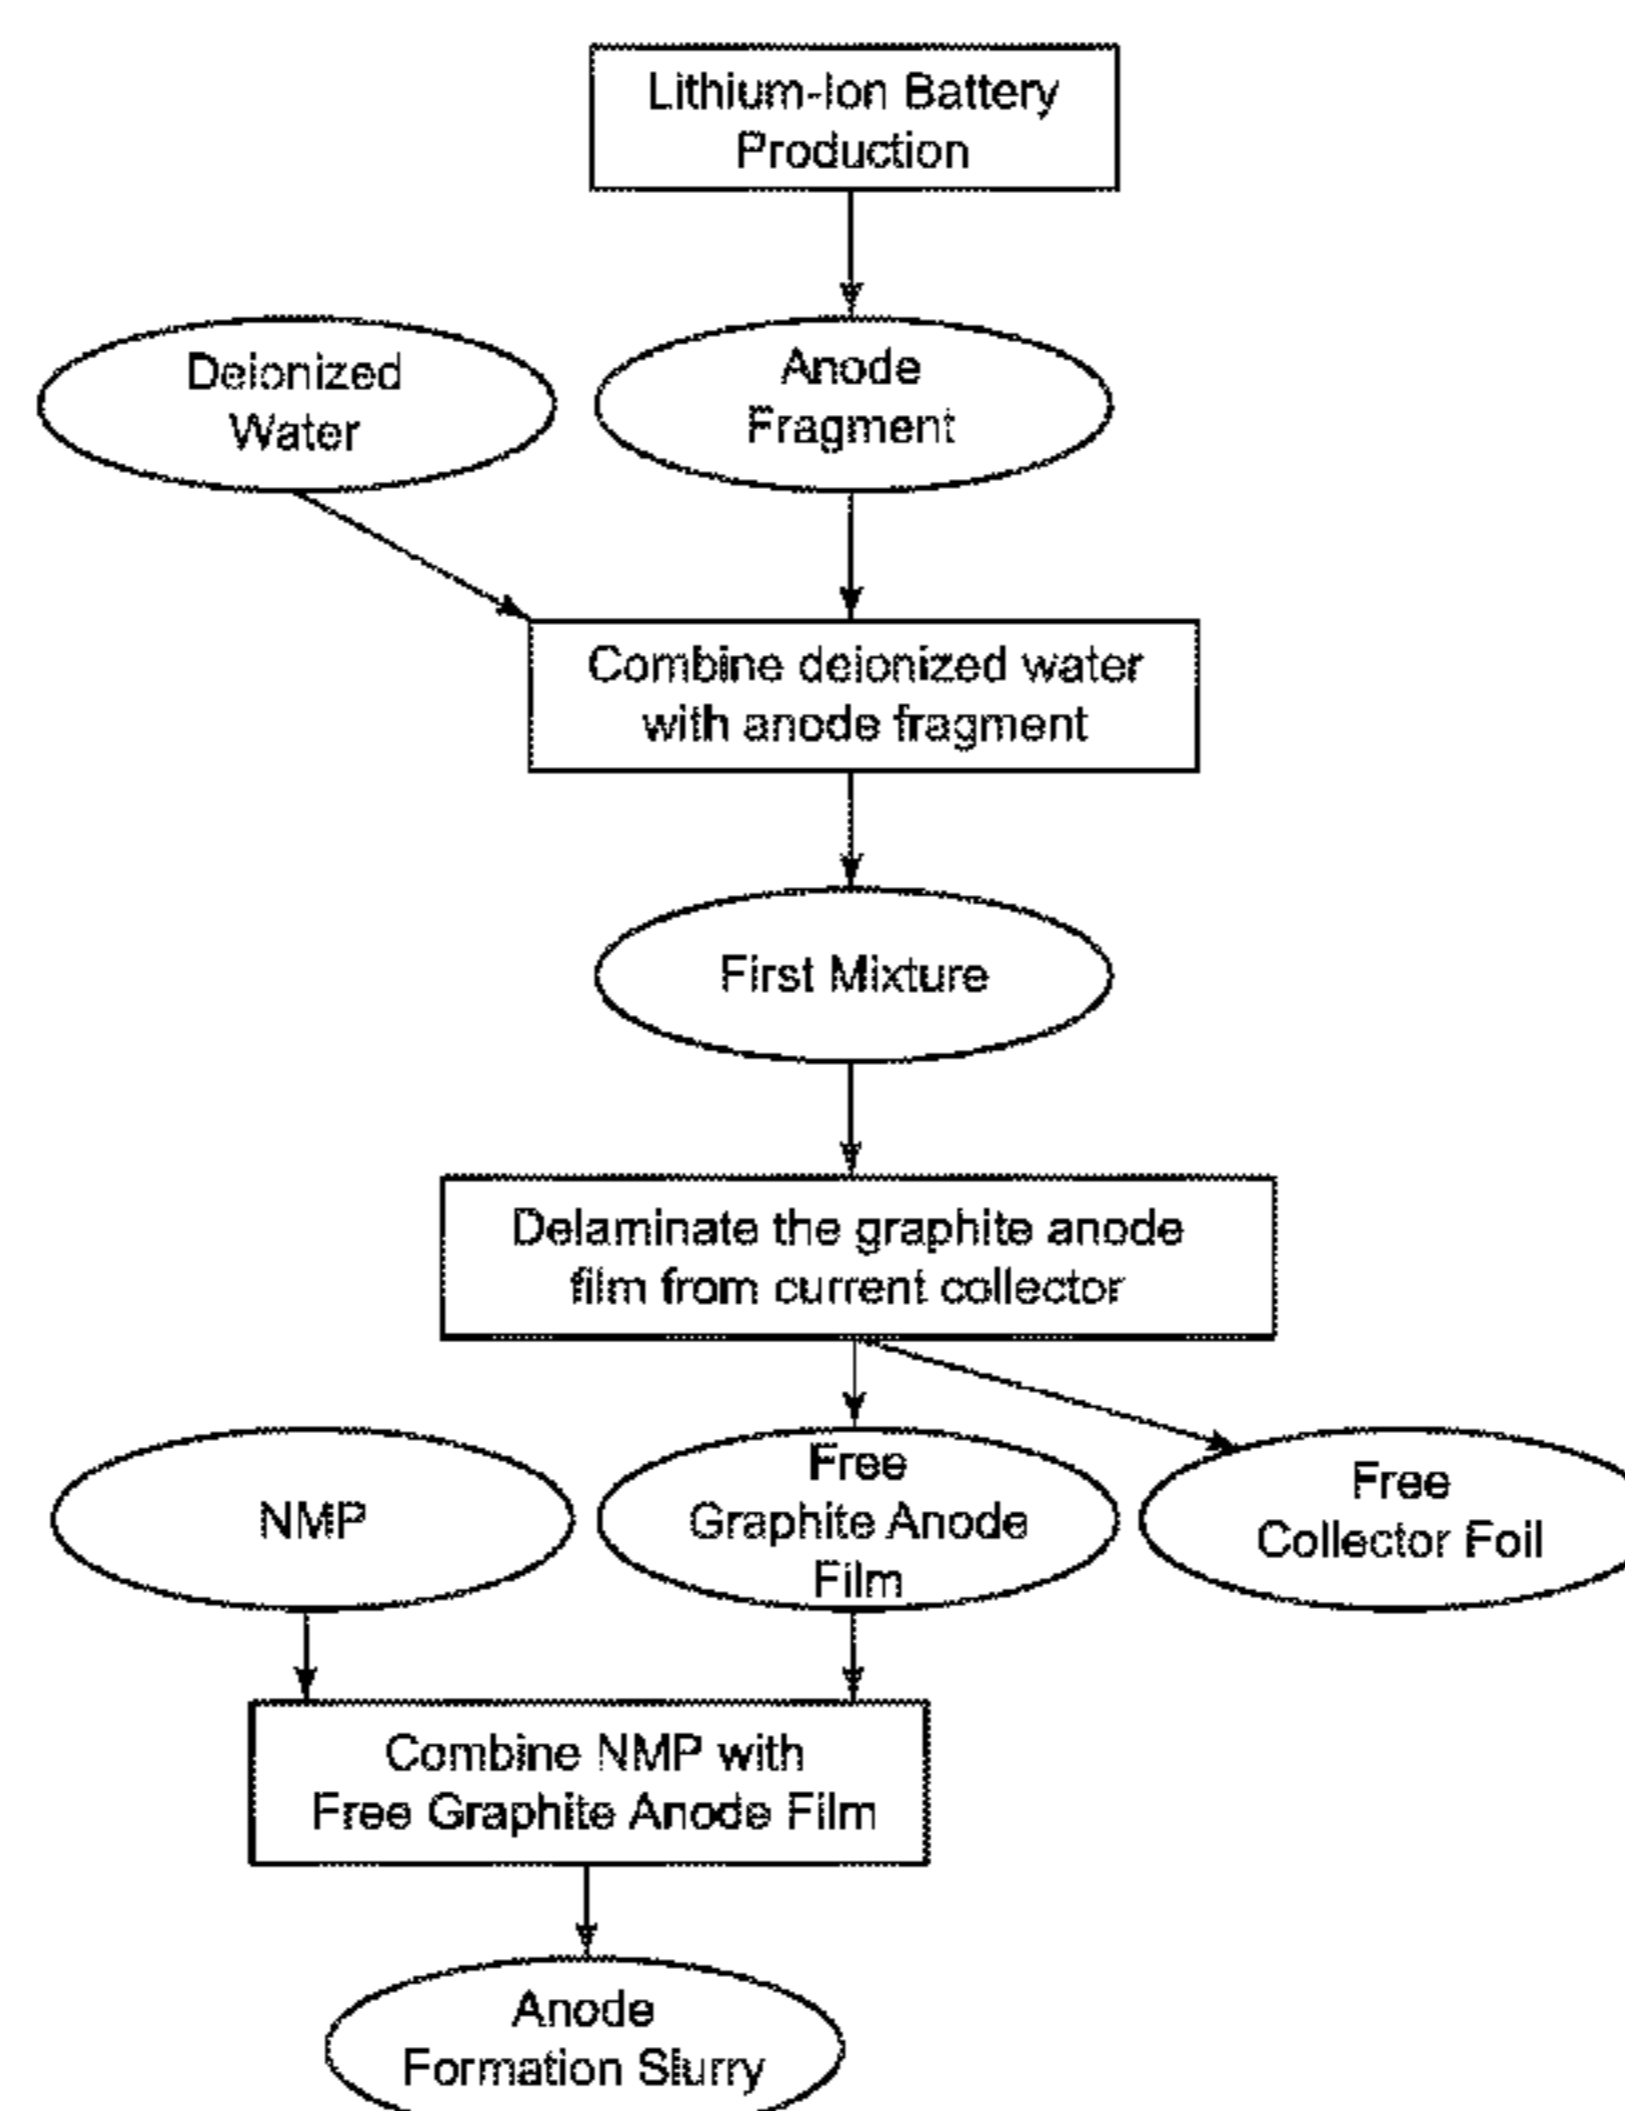 Lithium-Ion Battery
Production
Deionized
Water
Anode
Fragment
Combine deionized water
with anode fragment
First Mixture
Delaminate the graphite anode
film from current collector
NMP
Free
Graphite Anode
Film
Free
Collector Foil
Combine NMP with
Free Graphite Anode Film
Anode
Formation Slurry